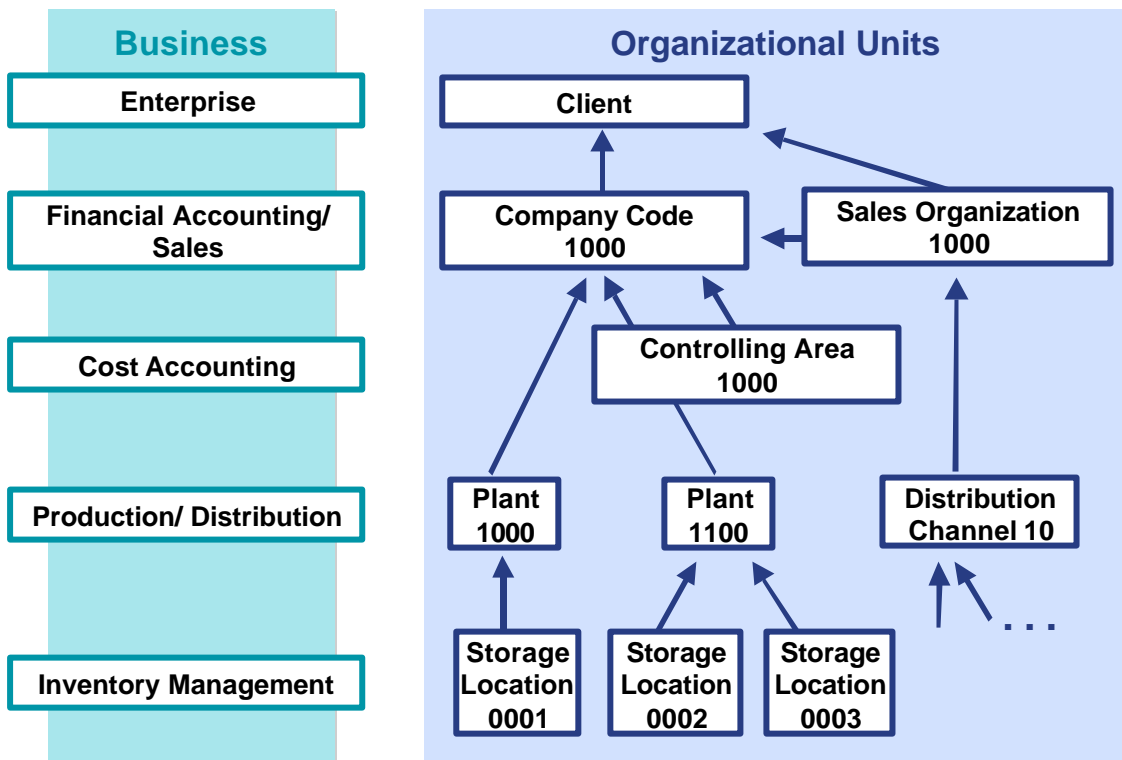 Business
Organizational Units
Enterprise
Client
Financial Accounting/
Sales
Company Code
1000
Sales Organization
1000
Cost Accounting
Controlling Area
1000
Production/ Distribution
Plant
1000
Plant
1100
Distribution
Channel 10
. . .
Inventory Management
Storage
Location
0001
Storage
Location
0002
Storage
Location
0003